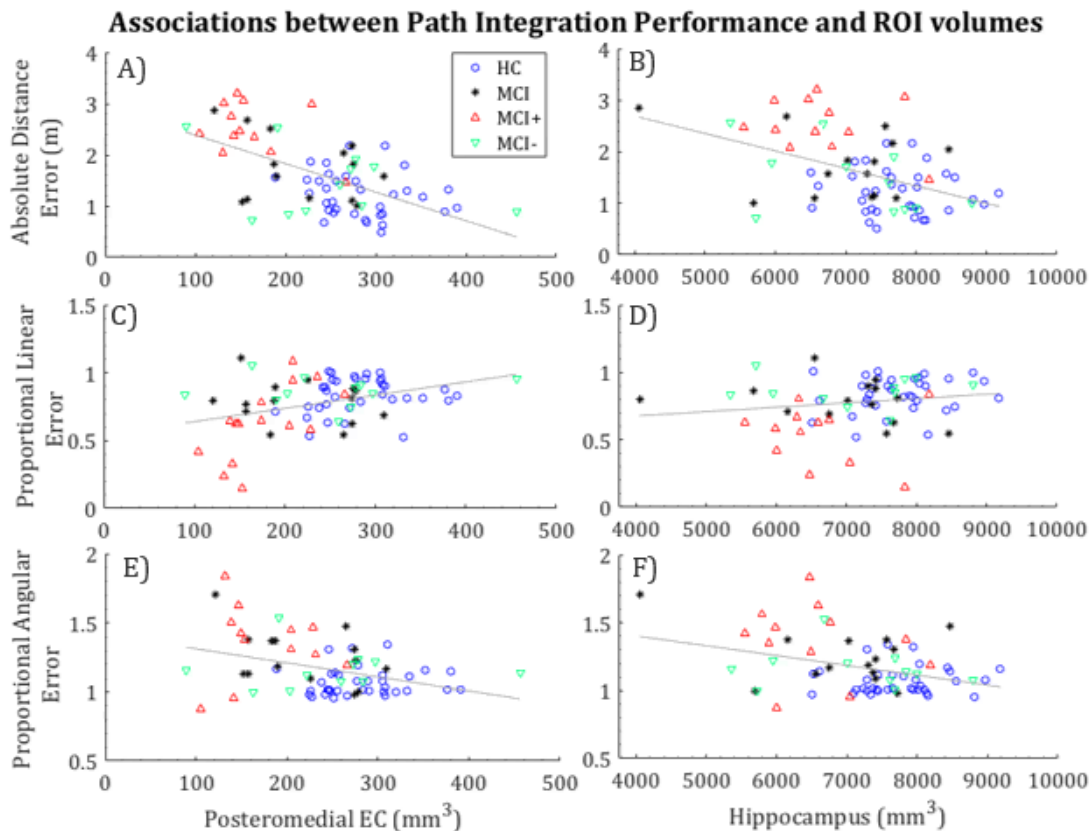 Associations between Path Integration Performance and ROI volumes
Absolute Distance
Error (m)
A)
HC
MCI
MCI+
MCI-
4
3
2
1
0
0 100 200 300 400 500
B)
4
3
2
1
0
4000 5000 6000 7000 8000 9000 10000
Proportional Linear
Error
C)
1.5
1
0.5
0
0 100 200 300 400 500
D)
1.5
1
0.5
0
4000 5000 6000 7000 8000 9000 10000
Proportional Angular
Error
E)
2
1.5
1
0.5
0 100 200 300 400 500
Posteromedial EC (mm³)
F)
2
1.5
1
0.5
4000 5000 6000 7000 8000 9000 10000
Hippocampus (mm³)